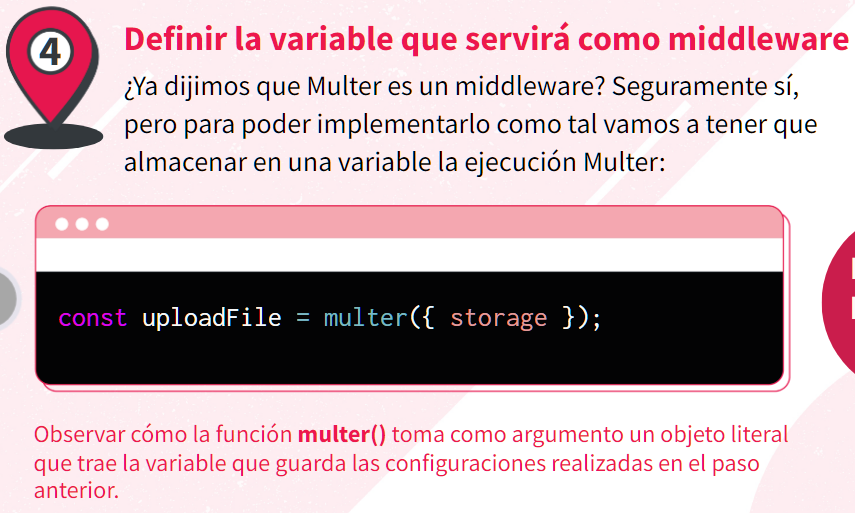 4
Definir la variable que servirá como middleware
¿Ya dijimos que Multer es un middleware? Seguramente sí,
pero para poder implementarlo como tal vamos a tener que
almacenar en una variable la ejecución Multer:
const uploadFile = multer({ storage });
Observar cómo la función multer() toma como argumento un objeto literal
que trae la variable que guarda las configuraciones realizadas en el paso
anterior.